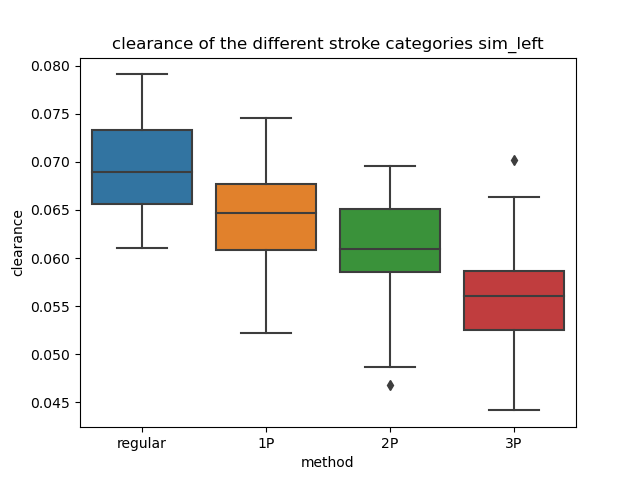 clearance of the different stroke categories sim_left
0.080
0.075
0.070
0.065
0.060
0.055
0.050
0.045
clearance
regular 1P 2P 3P
method